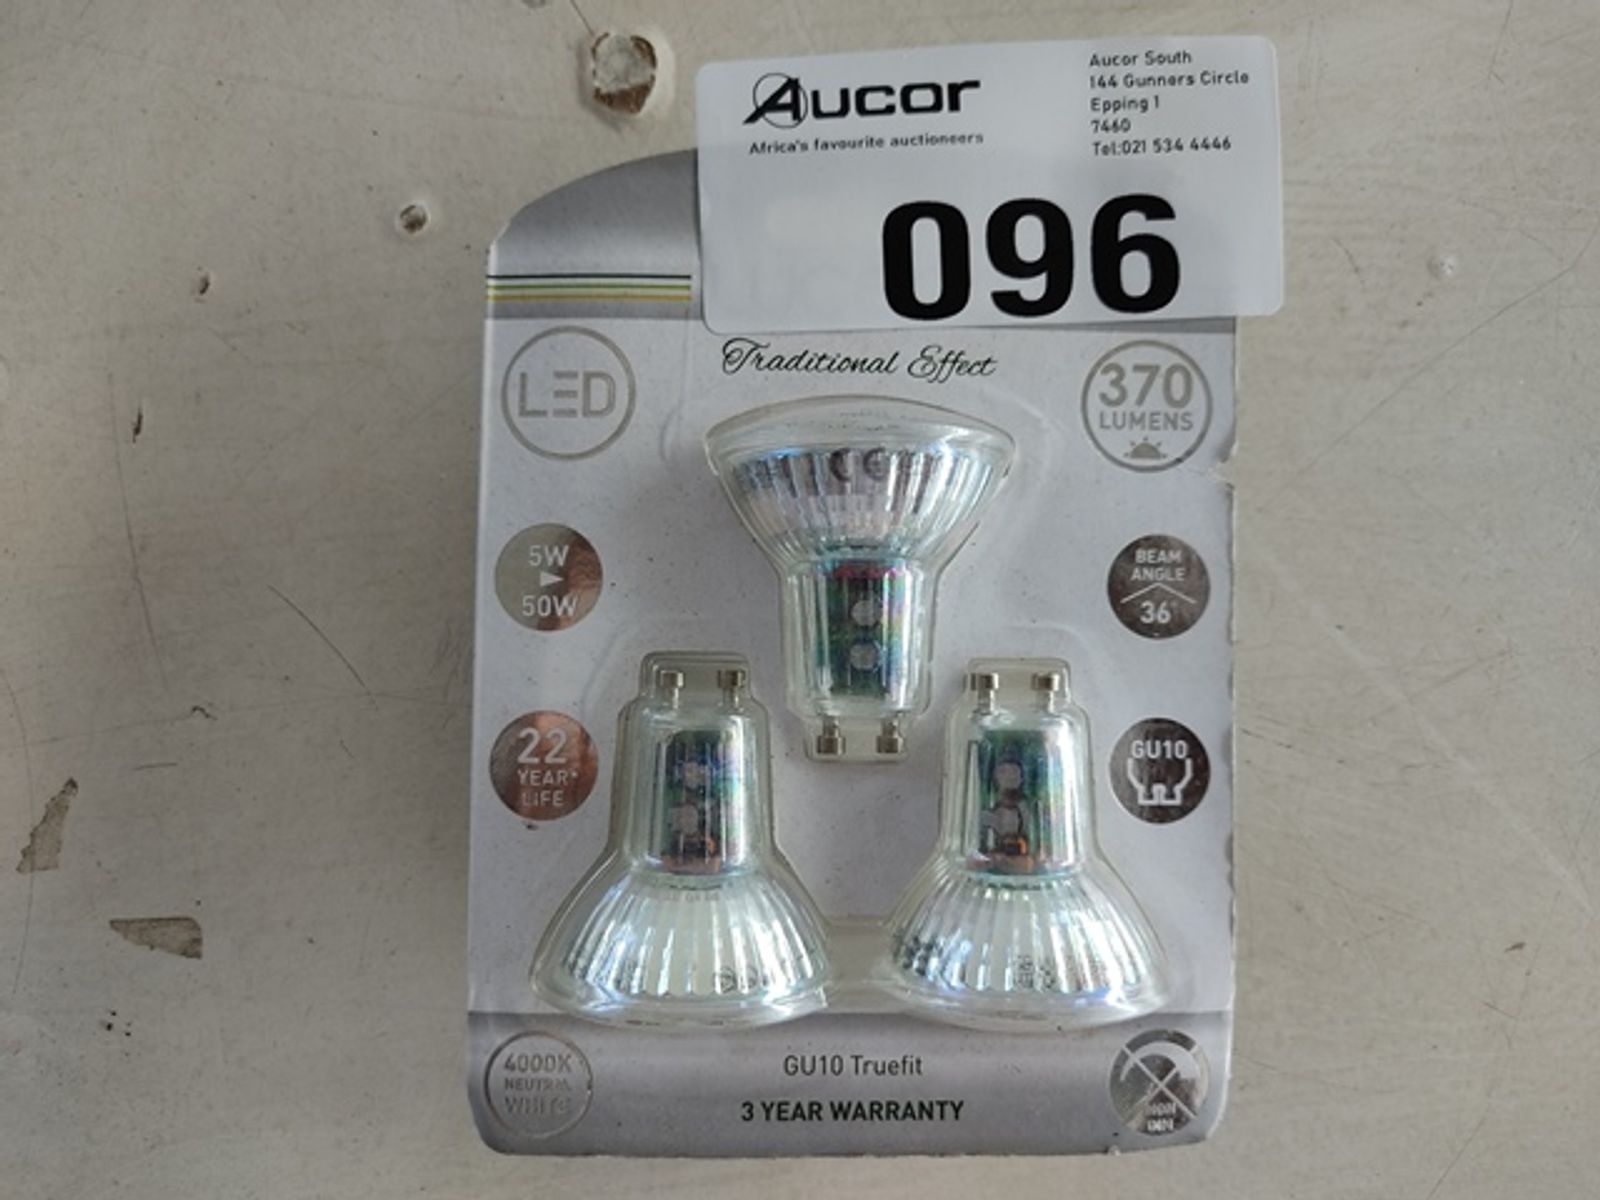 Aucor
Africa's favourite auctioneers
Aucor South
144 Gunners Circle
Epping 1
7460
Tel:021 534 4446
096
Traditional Effect
LED
370
LUMENS
5W
50W
BEAM
ANGLE
36°
22
YEAR*
LIFE
GU10
CE
4000K
NEUTRAL
WHITE
GU10 Truefit
3 YEAR WARRANTY